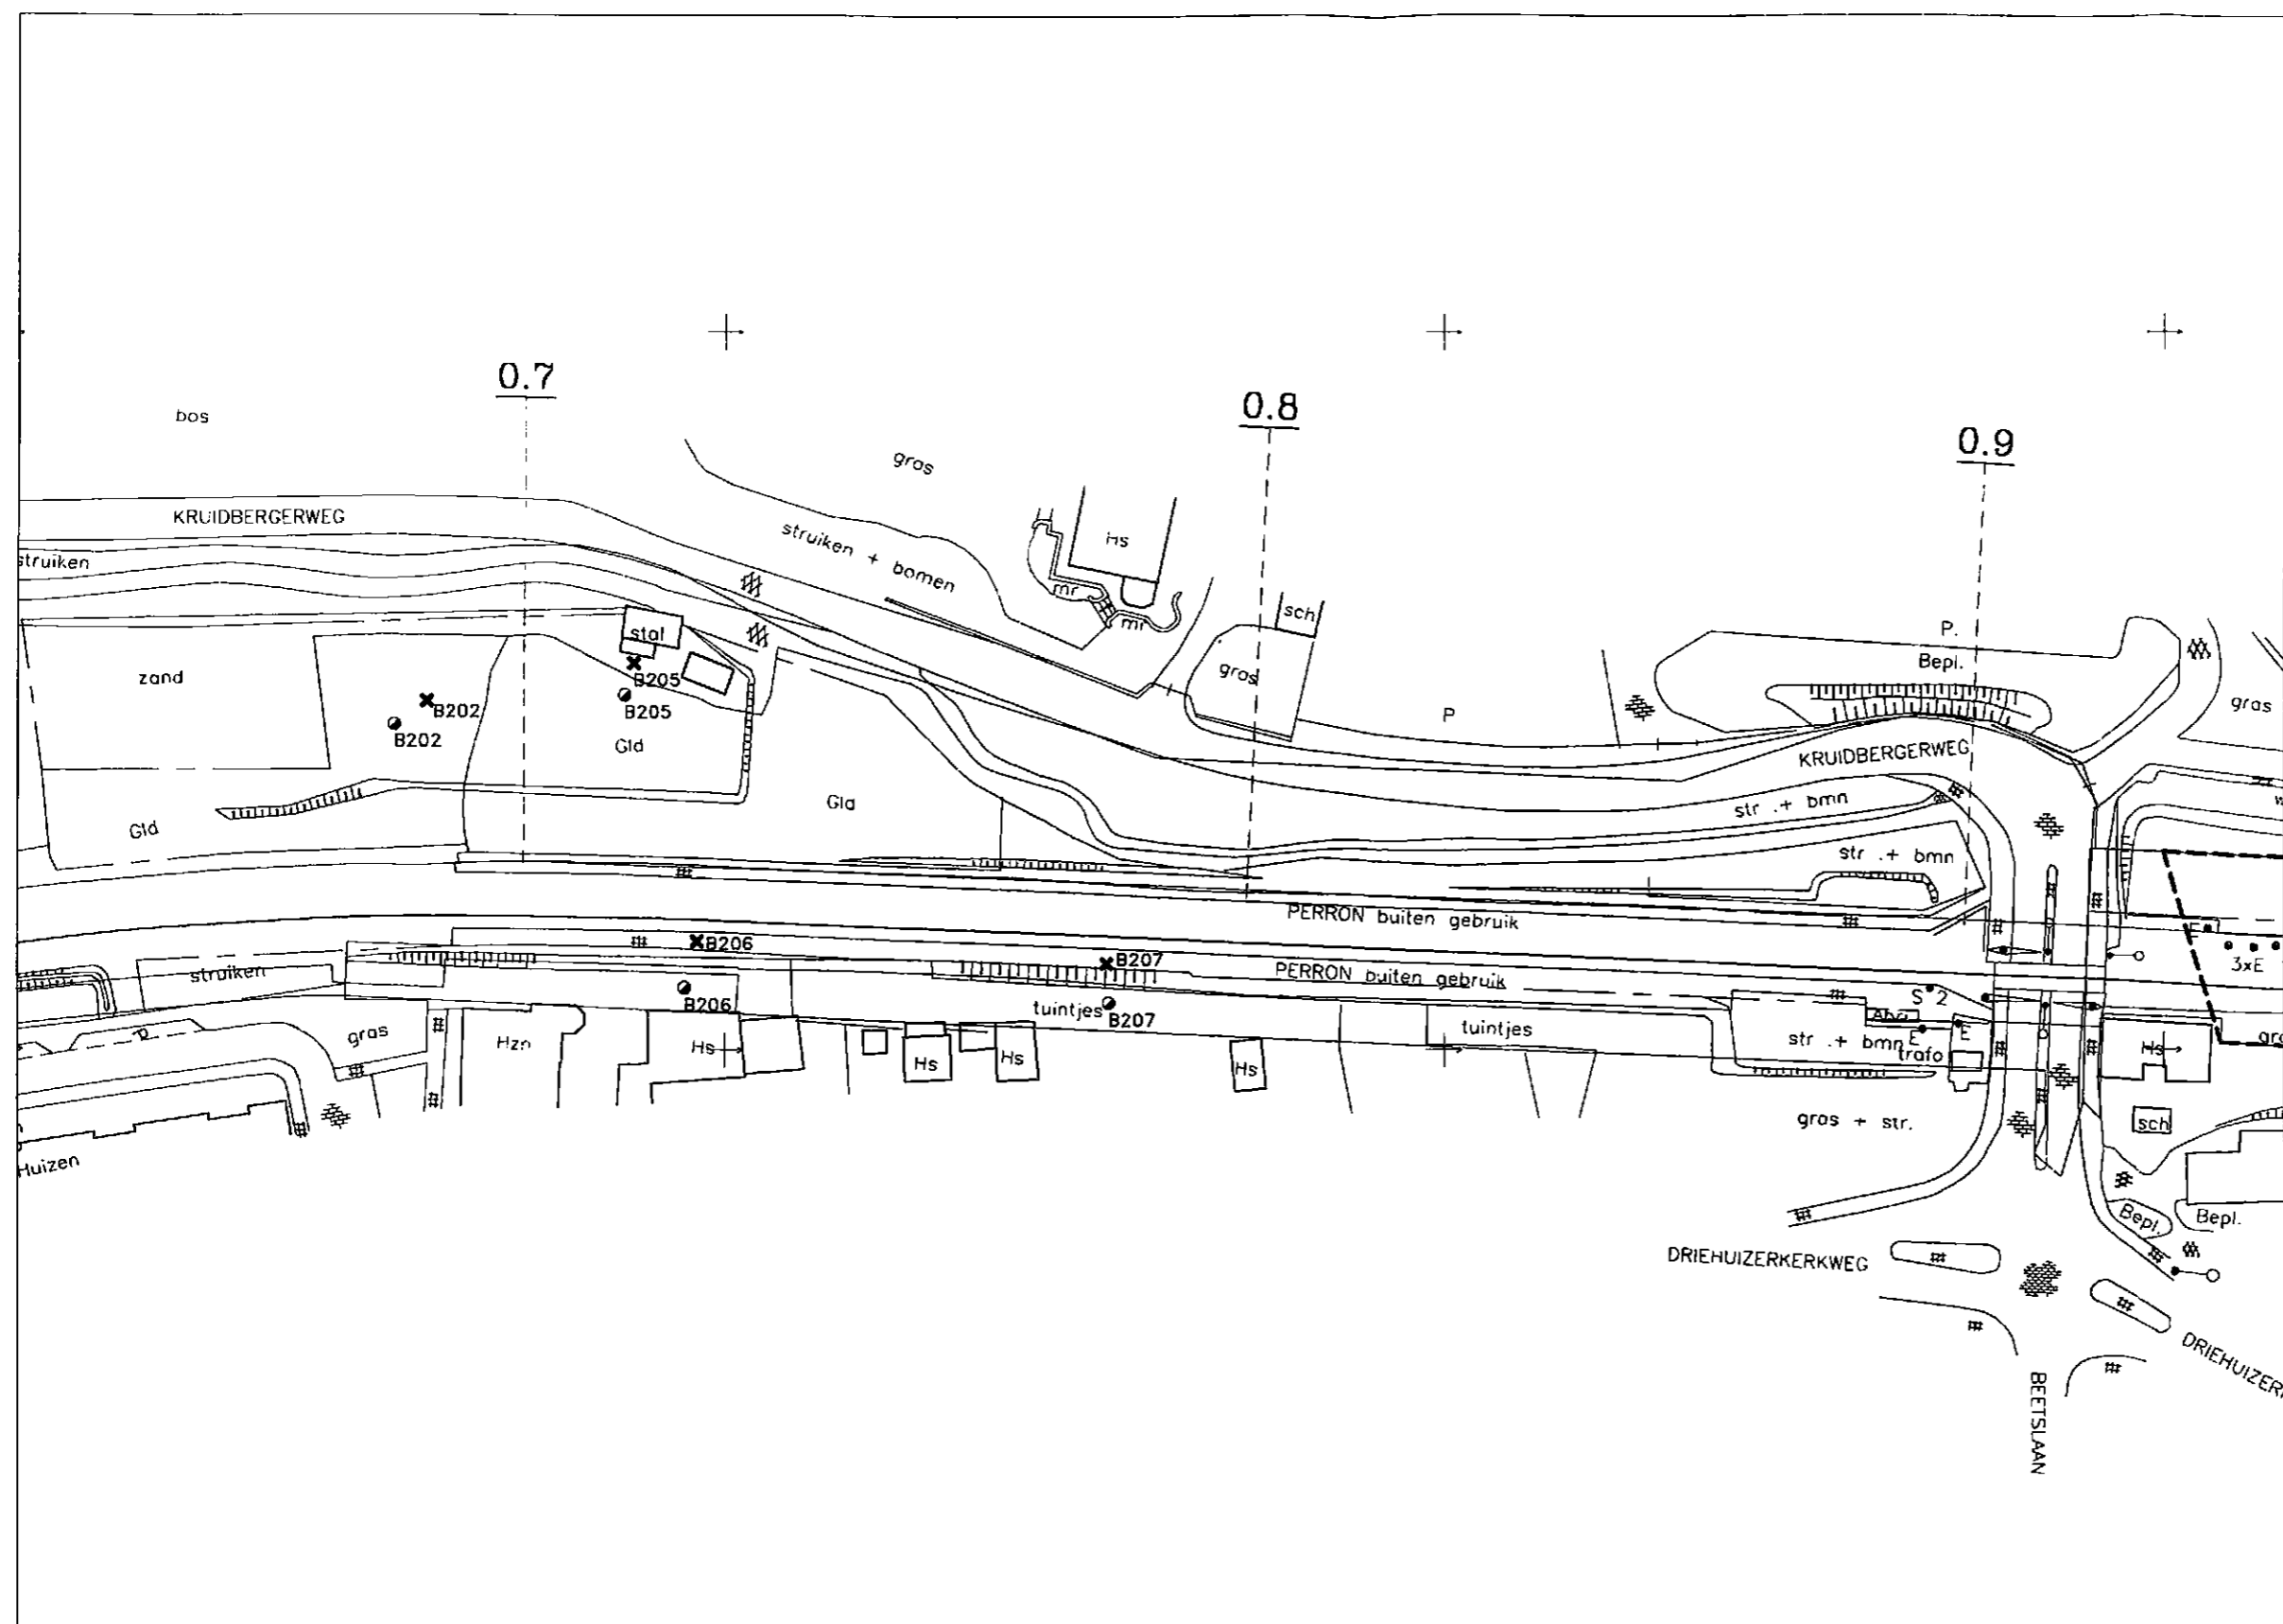 0.7
0.8
0.9
bos
gras
KRUIDBERGERWEG
struiken + bomen
Hs
struiken
mr
mr
sch
stal
P.
Bepl.
zand
gras
gras
B205
B205
B202
B202
P
Gld
KRUIDBERGERWEG
Gld
str .+ bmn
Gld
str .+ bmn
PERRON buiten gebruik
E
B206
B207
3xE
struiken
PERRON buiten gebruik
B206
S 2
tuintjes
B207
P
gras
tuintjes
E
Hzn
Hs
str .+ bmn
E
trafo
Hs
Hs
Hs
Hs
gras + str.
sch
Huizen
Bepl.
Bepl.
DRIEHUIZERKERKWEG
DRIEHUIZER
BEETSLAAN